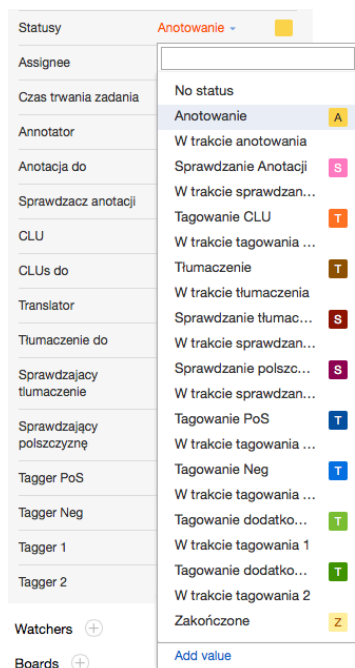 Statusy
Anotowanie
Assignee
Czas trwania zadania
Annotator
Anotacja do
Sprawdzacz anotacji
CLU
CLUs do
Translator
Tłumaczenie do
Sprawdzajacy
tłumaczenie
Sprawdzający
polszczyznę
Tagger PoS
Tagger Neg
Tagger 1
Tagger 2
Watchers
Boards
No status
Anotowanie A
W trakcie anotowania
Sprawdzanie Anotacji S
W trakcie sprawdzan...
Tagowanie CLU T
W trakcie tagowania ...
Tłumaczenie T
W trakcie tłumaczenia
Sprawdzanie tłumac... S
W trakcie sprawdzan...
Sprawdzanie polszc... S
W trakcie sprawdzan...
Tagowanie PoS T
W trakcie tagowania ...
Tagowanie Neg T
W trakcie tagowania ...
Tagowanie dodatko... T
W trakcie tagowania 1
Tagowanie dodatko... T
W trakcie tagowania 2
Zakończone Z
Add value